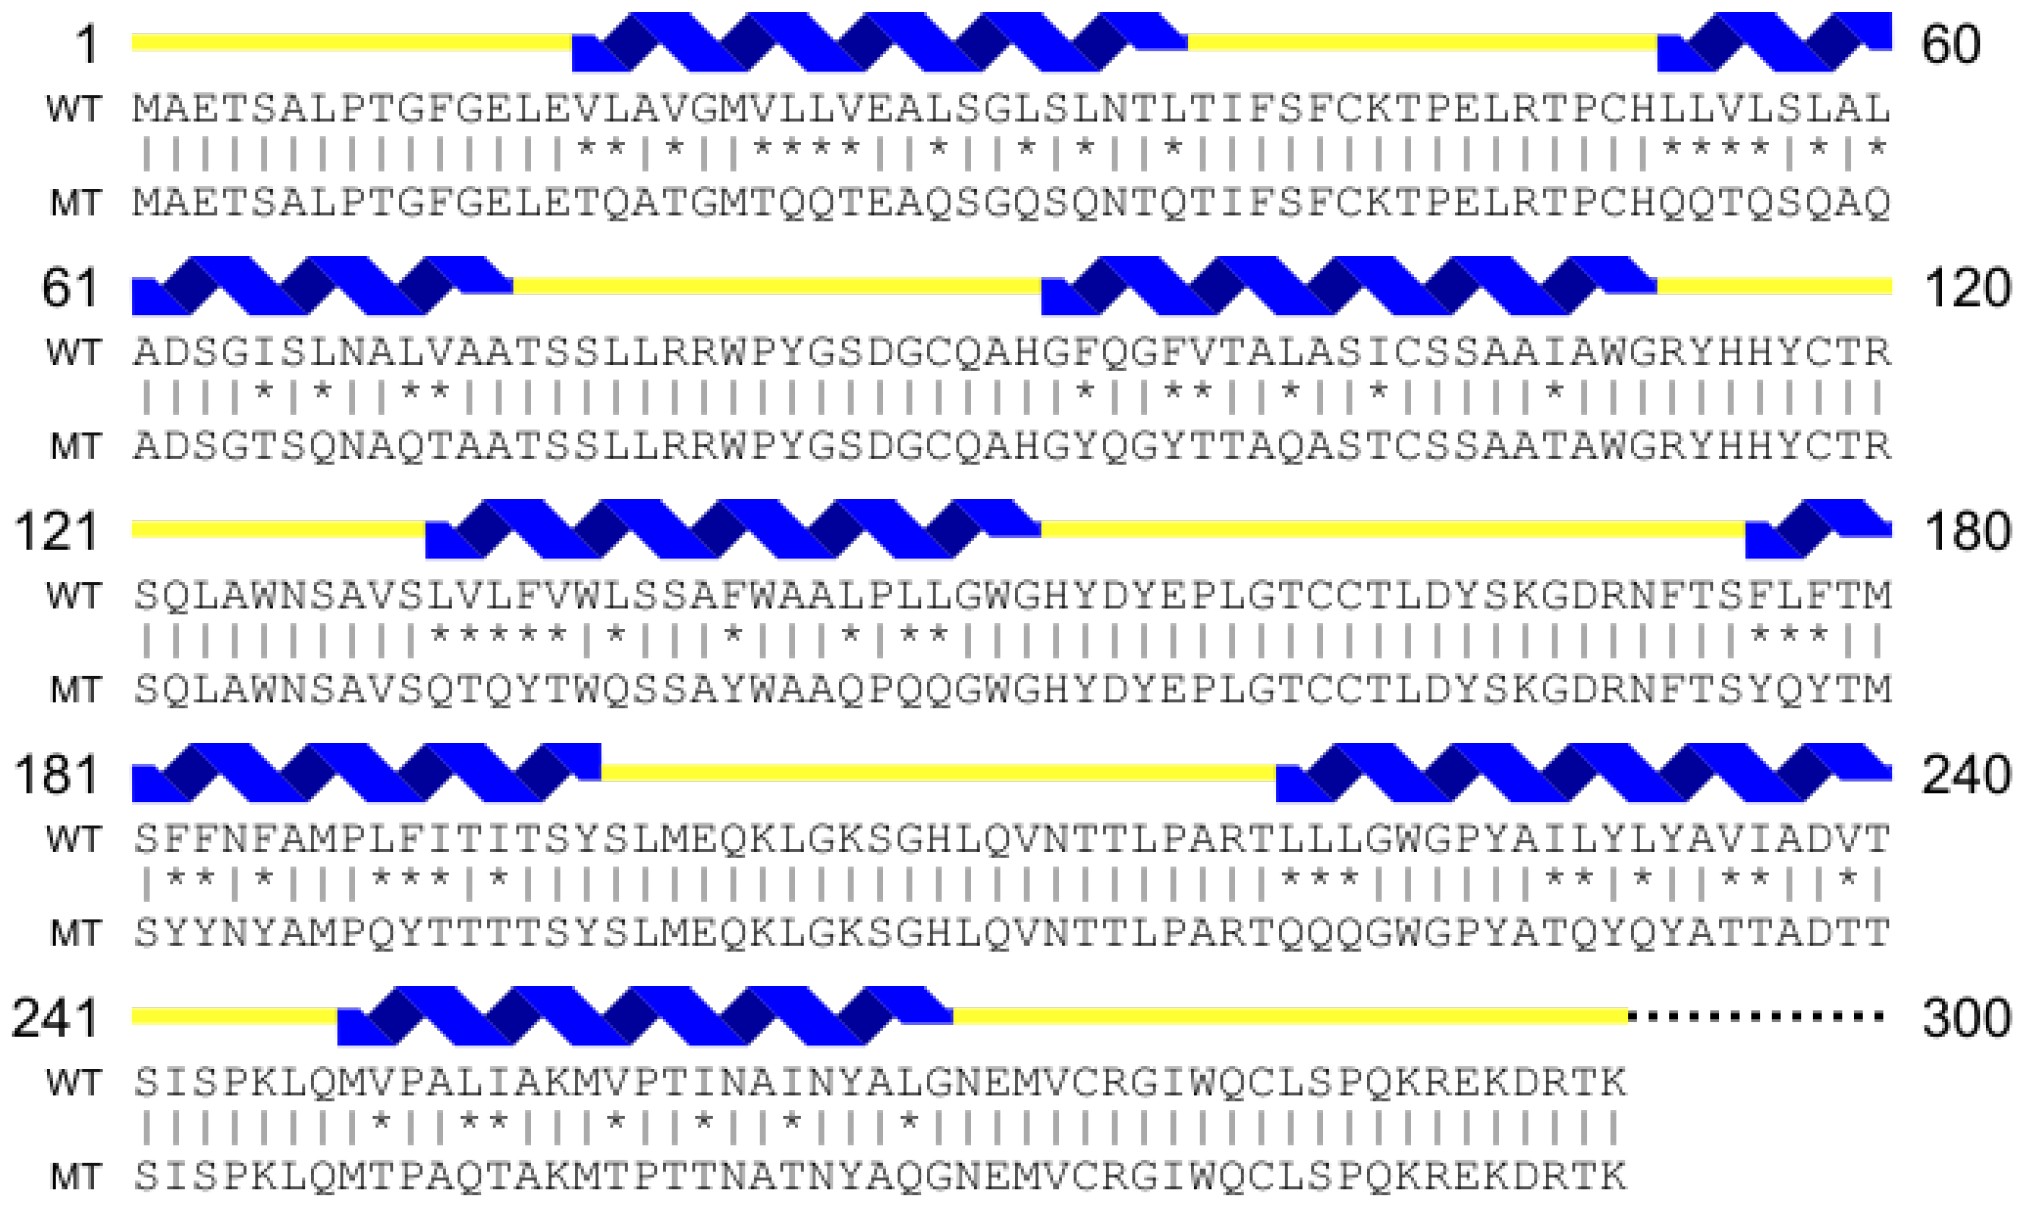 1 60
WT MAETSALPTGFGELEVLAVGMVLLVEALSGLSLNTLTIFSFCKTPELRTPCHLLVLSLAL
|||||||||||||||**|*||****||*||*||*||*||||||||||||||||****|*|*
MT MAETSALPTGFGELETQATGMTQQTEAQSGQSQNTQTIFSFCKTPELRTPCHQQTQSQAQ
61 120
WT ADSGISLNALVAATSSLLRRWPYGSDGCQAHGFQGFVTALASICSSAAIAWGRYHHYCTR
||||*|*||**|||||||||||||||||||||*||**||*||*|||||*|||||||||||
MT ADSGTSQNAQTAATSSLLRRWPYGSDGCQAHGYQGYTTAQASTCSSAATAWGRYHHYCTR
121 180
WT SQLAWNSAVSLVLFVWLSSAFWAALPLLGWGHYDYEPLGTCCTLDYSKGDRNFTSFLFTM
||||||||||*****|*|||*|||*|**|||||||||||||||||||||||||||***||
MT SQLAWNSAVSQTQYTWQSSAYWAAQPQQGWGHYDYEPLGTCCTLDYSKGDRNFTSYQYTM
181 240
WT SFFNFAMPLFITITSYSLMEQKLGKSGHLQVNTTLPARTLLLGWGPYAILYLYAVIADVT
|**|*|||***|*||||||||||||||||||||||||||***||||||**|*||**||*|
MT SYYNYAMPQYTTTTSYSLMEQKLGKSGHLQVNTTLPARTQQQGWGPYATQYQYATTADTT
241 300
WT SISPKLQMVPALIAKMVPTINAINYALGNEMVCRGIWQCLSPQKREKDRTK
||||||||*||**|||*||*||*|||*||||||||||||||||||||||||
MT SISPKLQMTPAQTAKMTPTTNATNYAQGNEMVCRGIWQCLSPQKREKDRTK